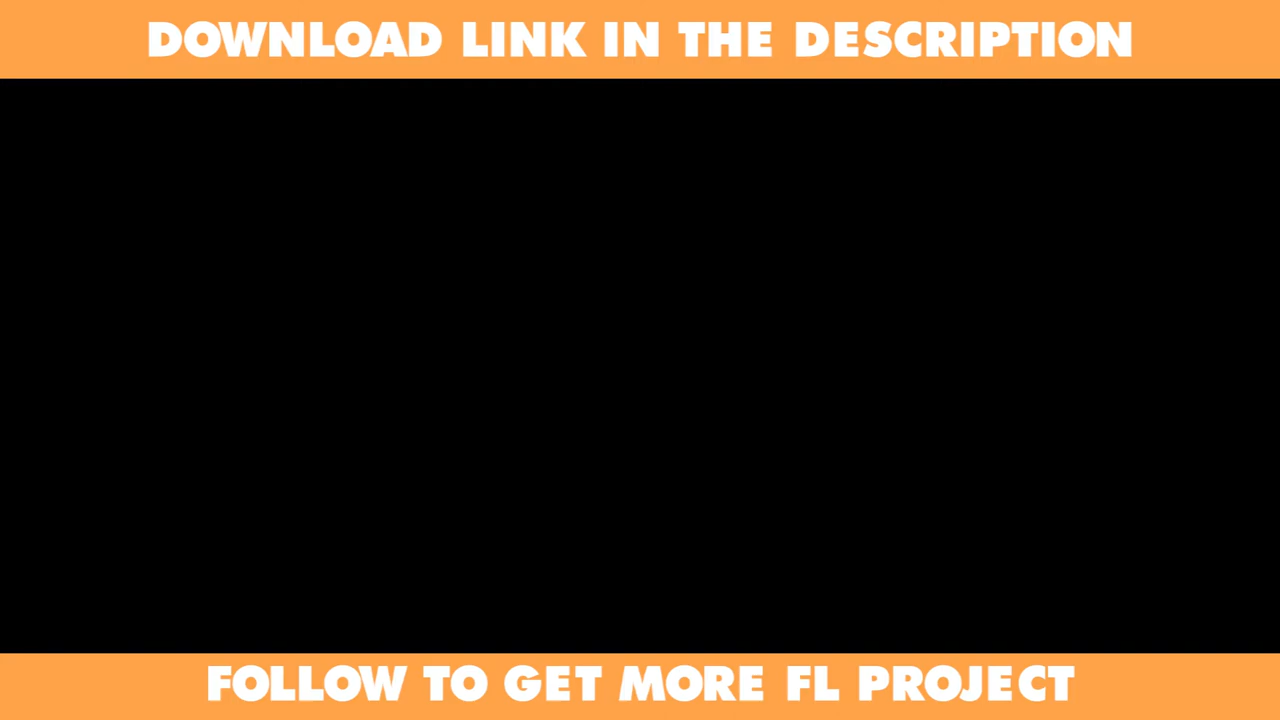 DOWNLOAD LINK IN THE DESCRIPTION
FOLLOW TO GET MORE FL PROJECT